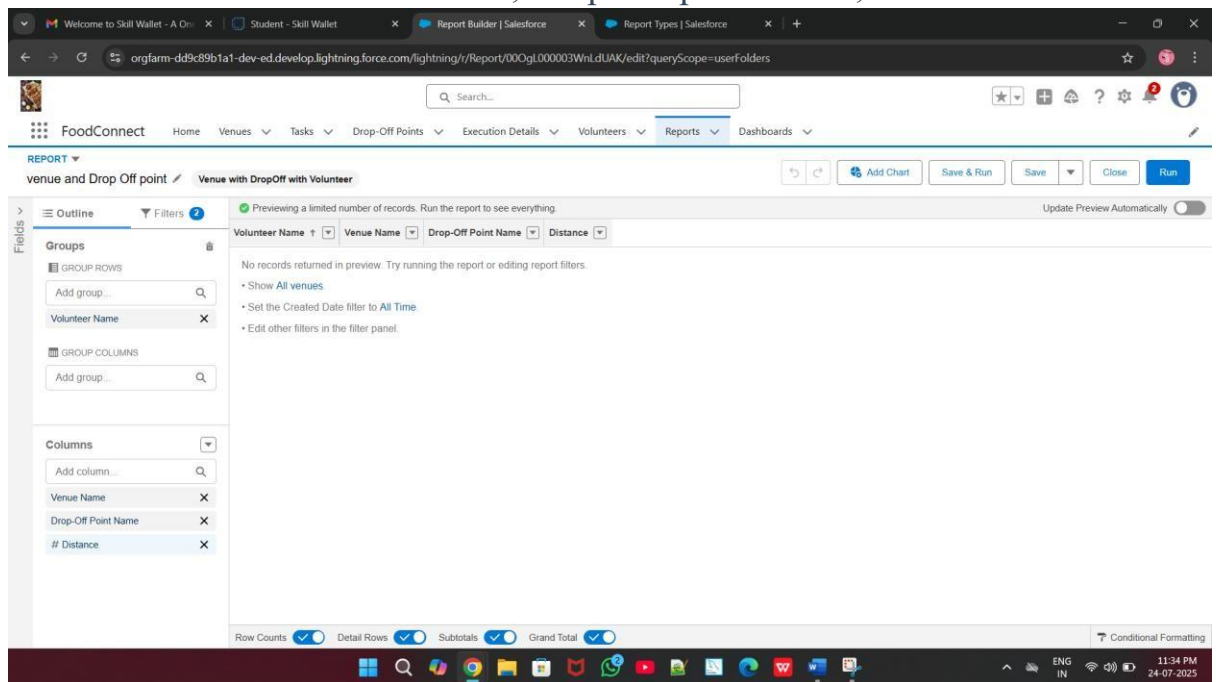 Welcome to Skill Wallet - A On
Student - Skill Wallet
Report Builder | Salesforce
Report Types | Salesforce
orgfarm-dd9c89b1a1-dev-ed.develop.lightning.force.com/lightning/r/Report/00OgL000003WnLdUAK/edit?queryScope=userFolders
Search...
2
FoodConnect Home Venues Tasks Drop-Off Points Execution Details Volunteers Reports Dashboards
REPORT
venue and Drop Off point Venue with DropOff with Volunteer
Add Chart Save & Run Save Close Run
Fields
Outline Filters 2
Previewing a limited number of records. Run the report to see everything.
Update Preview Automatically
Groups
GROUP ROWS
Add group...
Volunteer Name
GROUP COLUMNS
Add group...
Columns
Add column...
Venue Name
Drop-Off Point Name
# Distance
Volunteer Name Venue Name Drop-Off Point Name Distance
No records returned in preview. Try running the report or editing report filters.
• Show All venues
• Set the Created Date filter to All Time
• Edit other filters in the filter panel.
Row Counts Detail Rows Subtotals Grand Total
Conditional Formatting
ENG
IN
11:34 PM
24-07-2025